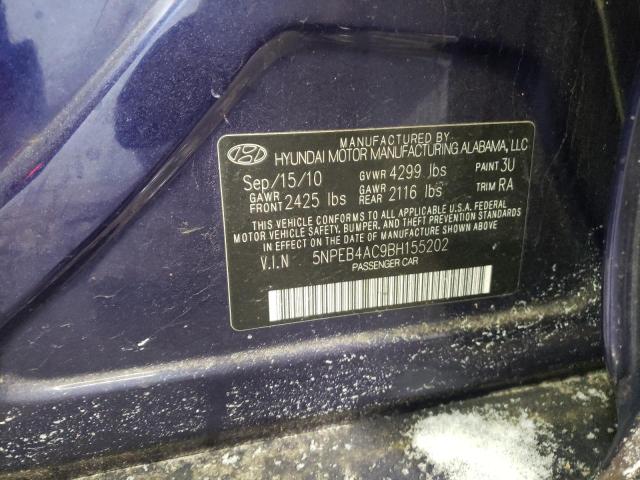 MANUFACTURED BY:
HYUNDAI MOTOR MANUFACTURING ALABAMA, LLC
Sep/15/10 GVWR 4299 lbs PAINT 3U
GAWR FRONT 2425 lbs GAWR REAR 2116 lbs TRIM RA
THIS VEHICLE CONFORMS TO ALL APPLICABLE U.S.A. FEDERAL
MOTOR VEHICLE SAFETY, BUMPER, AND THEFT PREVENTION STANDARDS
IN EFFECT ON THE DATE OF MANUFACTURE SHOWN ABOVE.
V.I.N 5NPEB4AC9BH155202
PASSENGER CAR